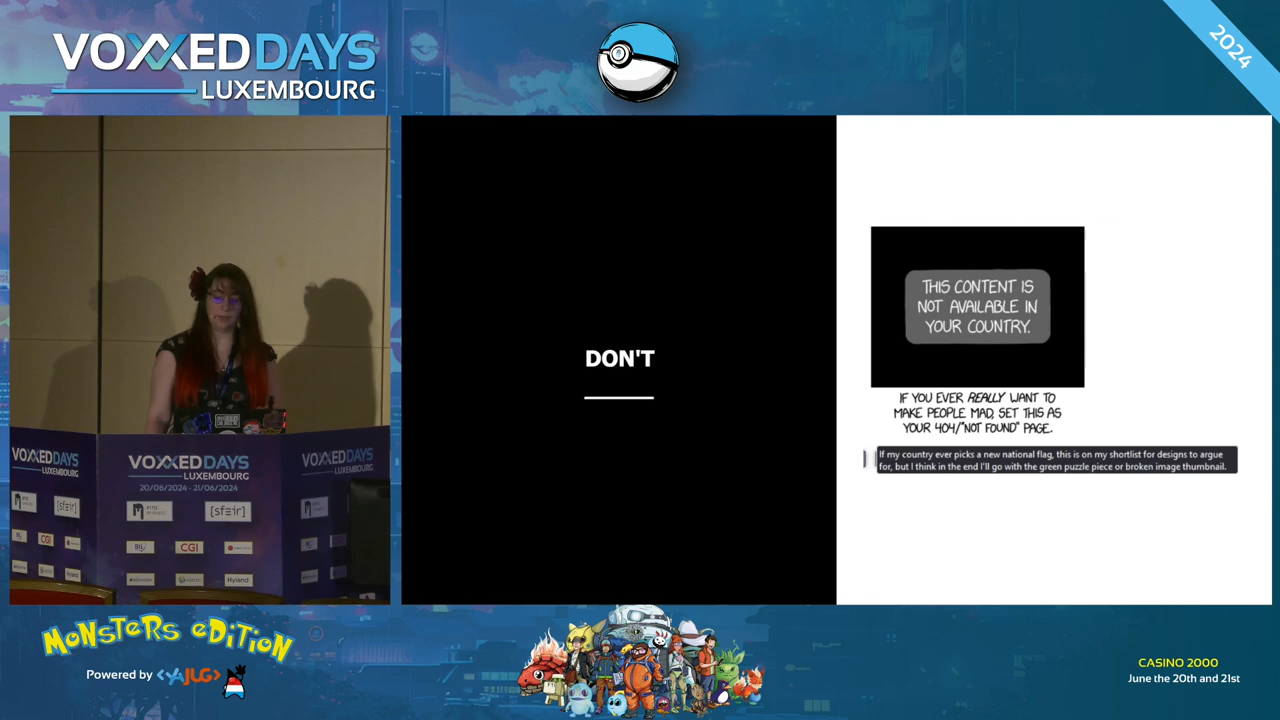 VOXXEDDAYS
LUXEMBOURG
2024
DON'T
THIS CONTENT IS
NOT AVAILABLE IN
YOUR COUNTRY.
IF YOU EVER REALLY WANT TO
MAKE PEOPLE MAD, SET THIS AS
YOUR 404/"NOT FOUND" PAGE.
If my country ever picks a new national flag, this is on my shortlist for designs to argue
for, but I think in the end I'll go with the green puzzle piece or broken image thumbnail.
VOXXEDDAYS
LUXEMBOURG
VOXXEDDAYS
LUXEMBOURG
20/06/2024 - 21/06/2024
VOXXEDDAYS
LUXEMBOURG
[sfeir]
[sfeir]
CGI
CGI
Hyland
MONSTERS EDITION
Powered by <YAJUG>
CASINO 2000
June the 20th and 21st